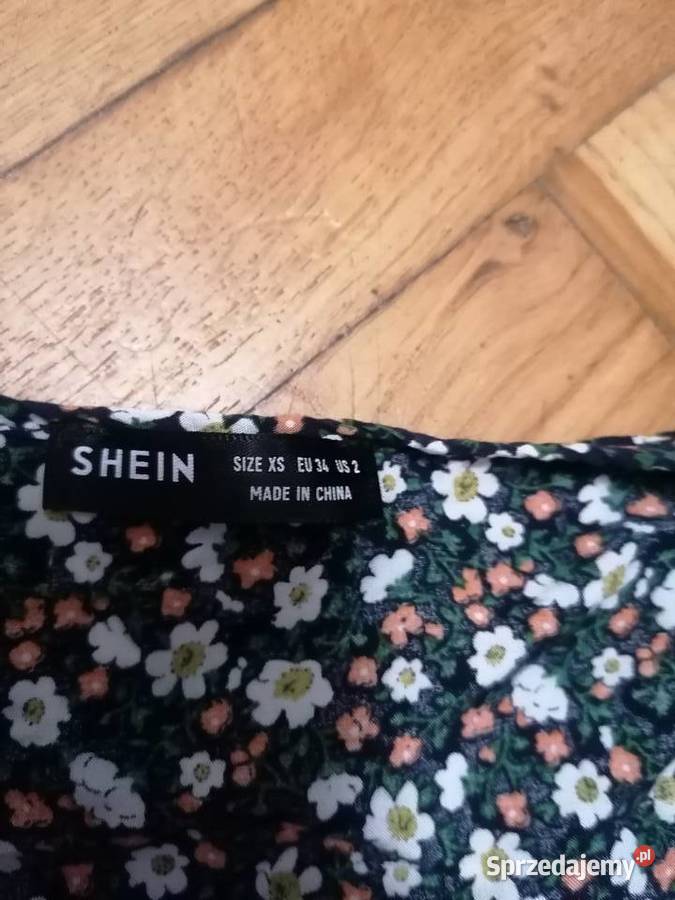 SHEIN
SIZE XS EU 34 US 2
MADE IN CHINA
Sprzedajemy.pl